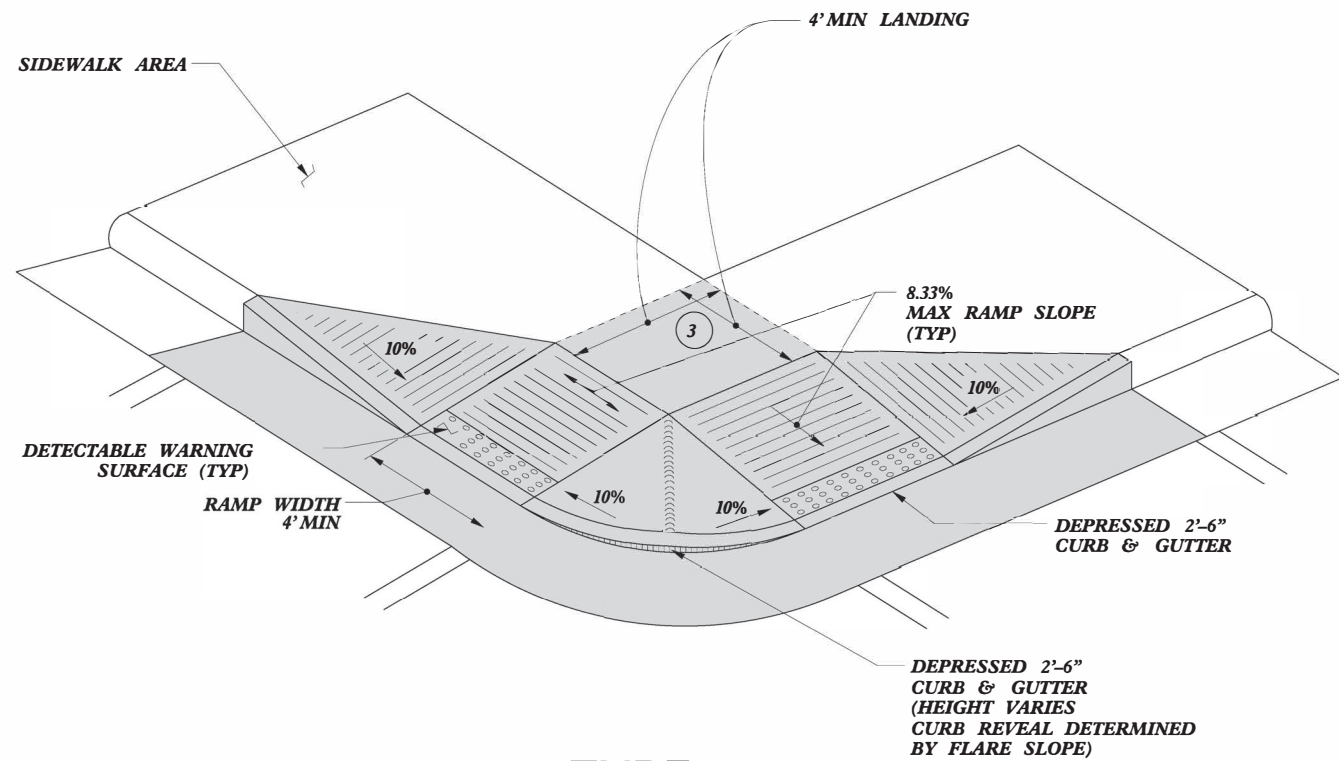 4' MIN LANDING
SIDEWALK AREA
8.33%
MAX RAMP SLOPE
(TYP)
3
10%
10%
DETECTABLE WARNING
SURFACE (TYP)
RAMP WIDTH
4' MIN
10%
10%
DEPRESSED 2'–6"
CURB & GUTTER
DEPRESSED 2'–6"
CURB & GUTTER
(HEIGHT VARIES
CURB REVEAL DETERMINED
BY FLARE SLOPE)